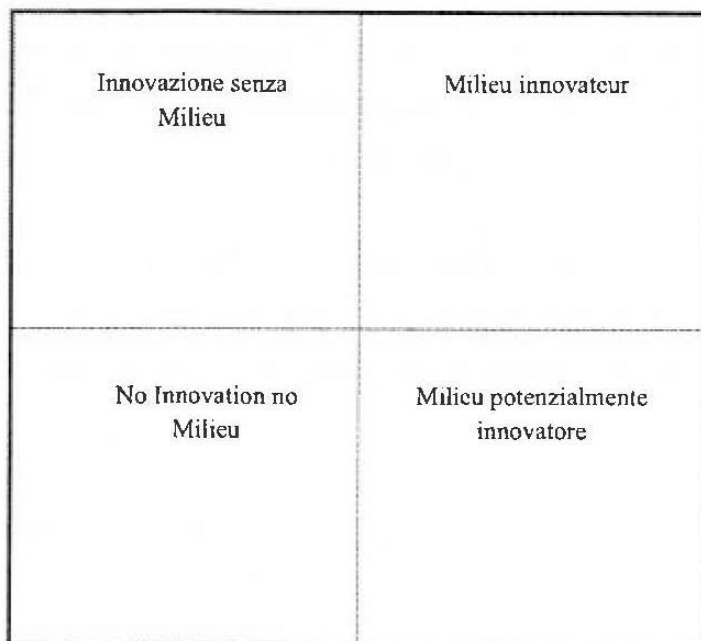 Innovazione senza
Milieu
Milieu innovateur
No Innovation no
Milieu
Milieu potenzialmente
innovatore